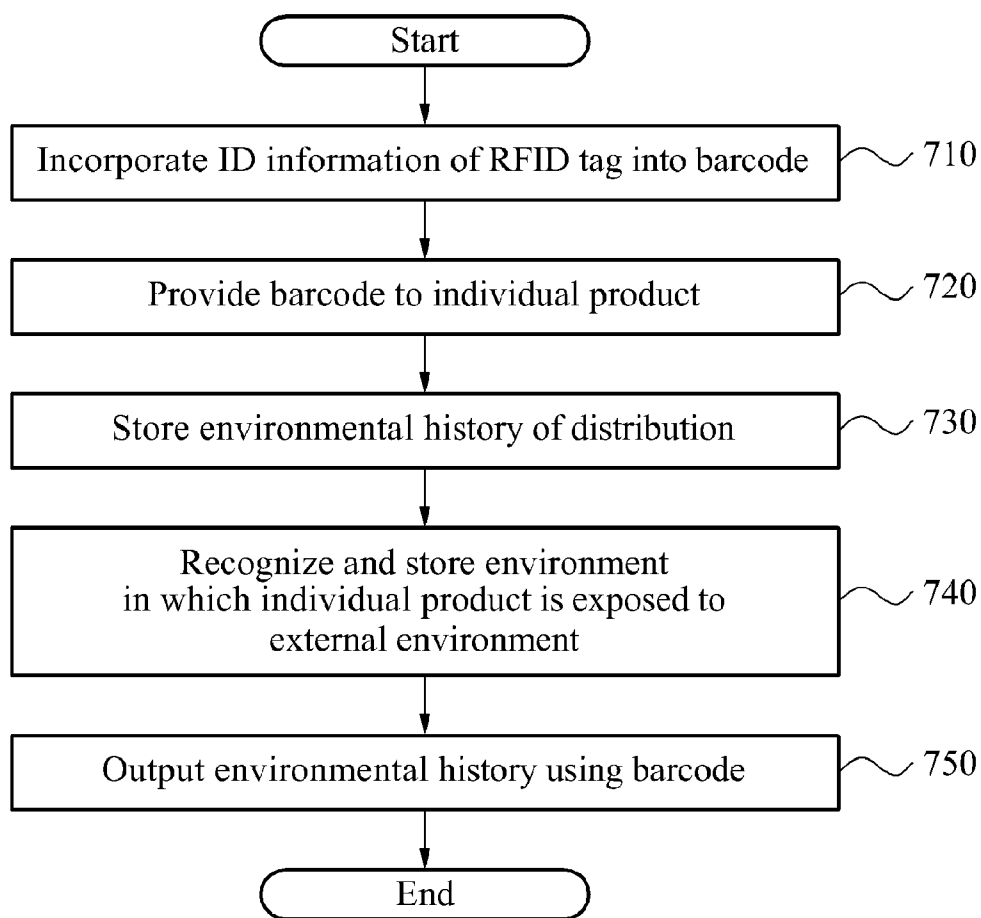 Start
Incorporate ID information of RFID tag into barcode
710
Provide barcode to individual product
720
Store environmental history of distribution
730
Recognize and store environment
in which individual product is exposed to
external environment
740
Output environmental history using barcode
750
End